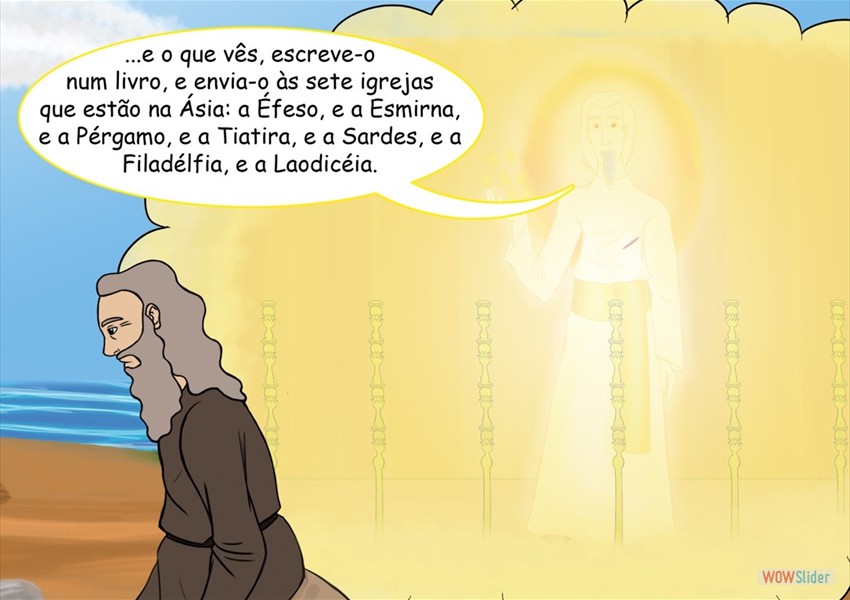 ...e o que vês, escreve-o
num livro, e envia-o às sete igrejas
que estão na Ásia: a Éfeso, e a Esmirna,
e a Pérgamo, e a Tiatira, e a Sardes, e a
Filadélfia, e a Laodicéia.
WOWSlider